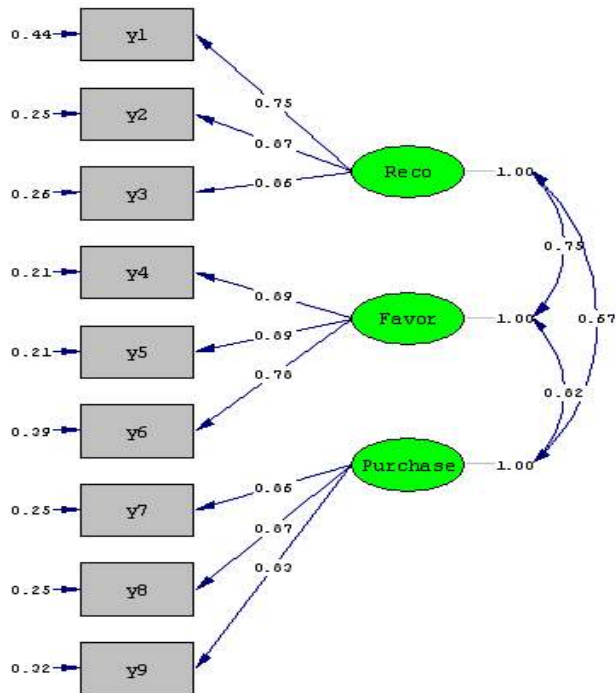 0.44 y1
0.75
0.25 y2
0.87
0.26 y3
0.86
Reco 1.00
0.75
0.21 y4
0.89
Favor 1.00
0.67
0.21 y5
0.89
0.78
0.82
0.39 y6
Purchase 1.00
0.25 y7
0.86
0.87
0.83
0.25 y8
0.32 y9